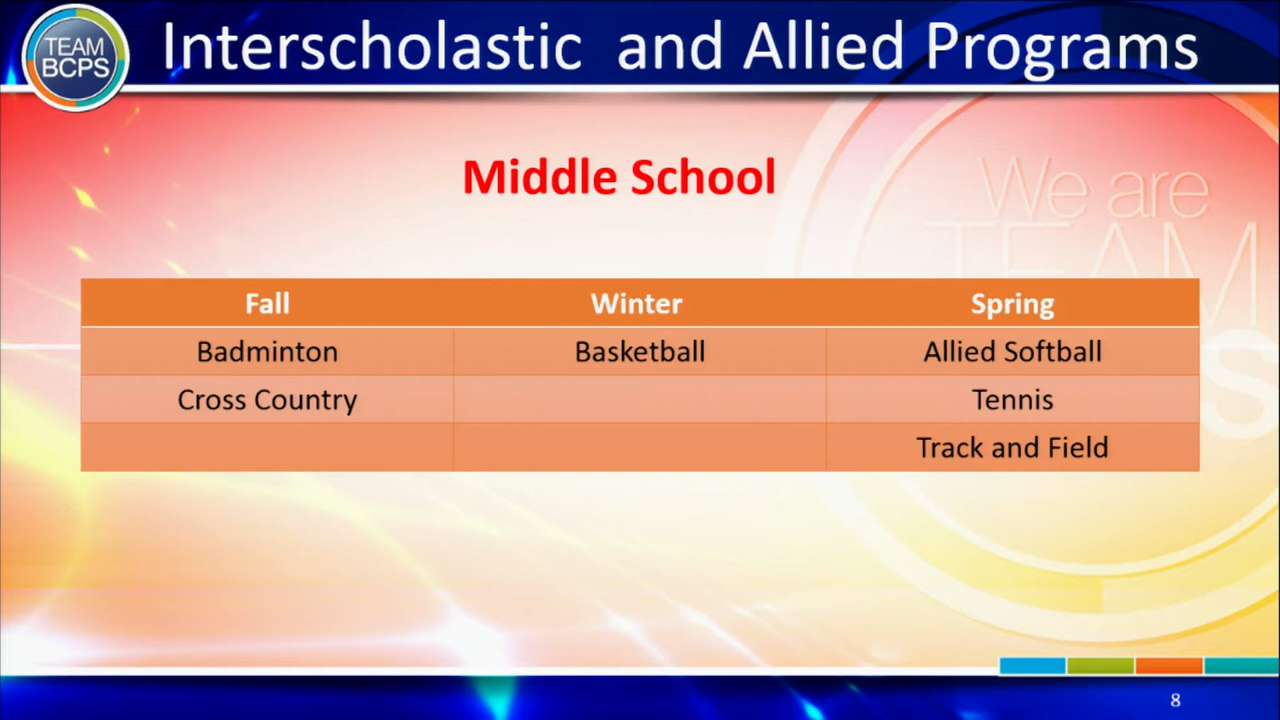 TEAM
BCPS
Interscholastic and Allied Programs
Middle School
We are
TEAM
Fall Winter Spring
Badminton Basketball Allied Softball
Cross Country Tennis
Track and Field
8